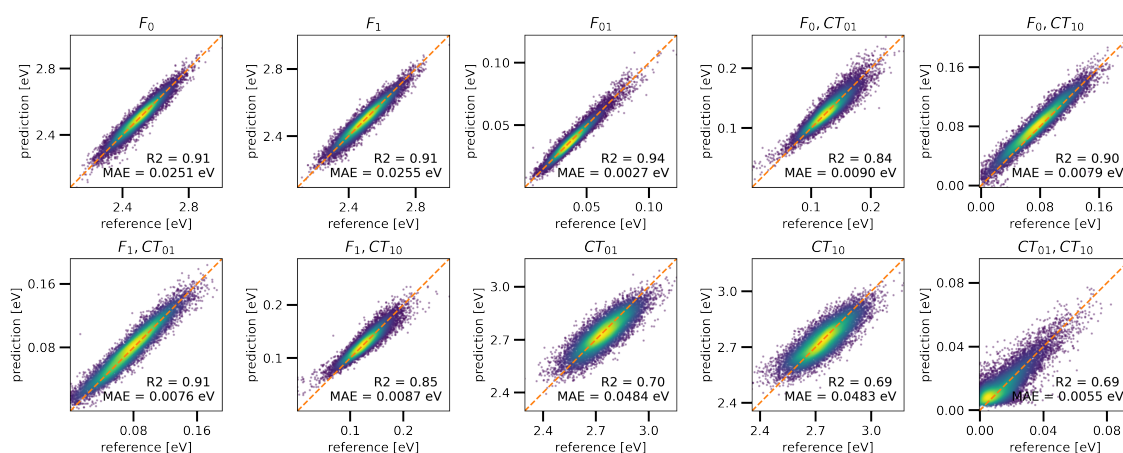 F0
prediction [eV]
2.8
2.4
R2 = 0.91
MAE = 0.0251 eV
2.4 2.8
reference [eV]
F1
prediction [eV]
2.8
2.4
R2 = 0.91
MAE = 0.0255 eV
2.4 2.8
reference [eV]
F01
prediction [eV]
0.10
0.05
R2 = 0.94
MAE = 0.0027 eV
0.05 0.10
reference [eV]
F0, CT01
prediction [eV]
0.2
0.1
R2 = 0.84
MAE = 0.0090 eV
0.1 0.2
reference [eV]
F0, CT10
prediction [eV]
0.16
0.08
0.00
R2 = 0.90
MAE = 0.0079 eV
0.00 0.08 0.16
reference [eV]
F1, CT01
prediction [eV]
0.16
0.08
R2 = 0.91
MAE = 0.0076 eV
0.08 0.16
reference [eV]
F1, CT10
prediction [eV]
0.2
0.1
R2 = 0.85
MAE = 0.0087 eV
0.1 0.2
reference [eV]
CT01
prediction [eV]
3.0
2.7
2.4
R2 = 0.70
MAE = 0.0484 eV
2.4 2.7 3.0
reference [eV]
CT10
prediction [eV]
3.0
2.7
2.4
R2 = 0.69
MAE = 0.0483 eV
2.4 2.7 3.0
reference [eV]
CT01, CT10
prediction [eV]
0.08
0.04
0.00
R2 = 0.69
MAE = 0.0055 eV
0.00 0.04 0.08
reference [eV]